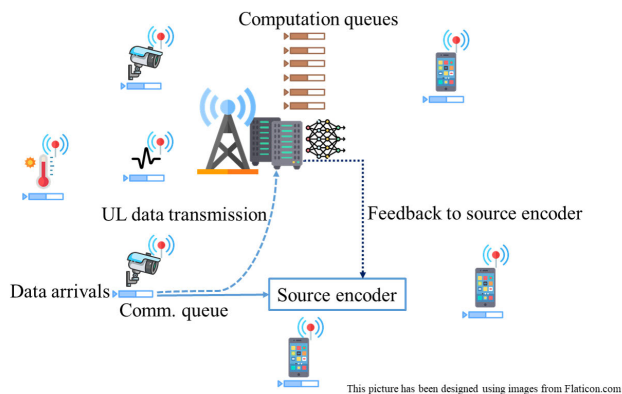 Computation queues
UL data transmission
Feedback to source encoder
Data arrivals
Source encoder
Comm. queue
This picture has been designed using images from Flaticon.com